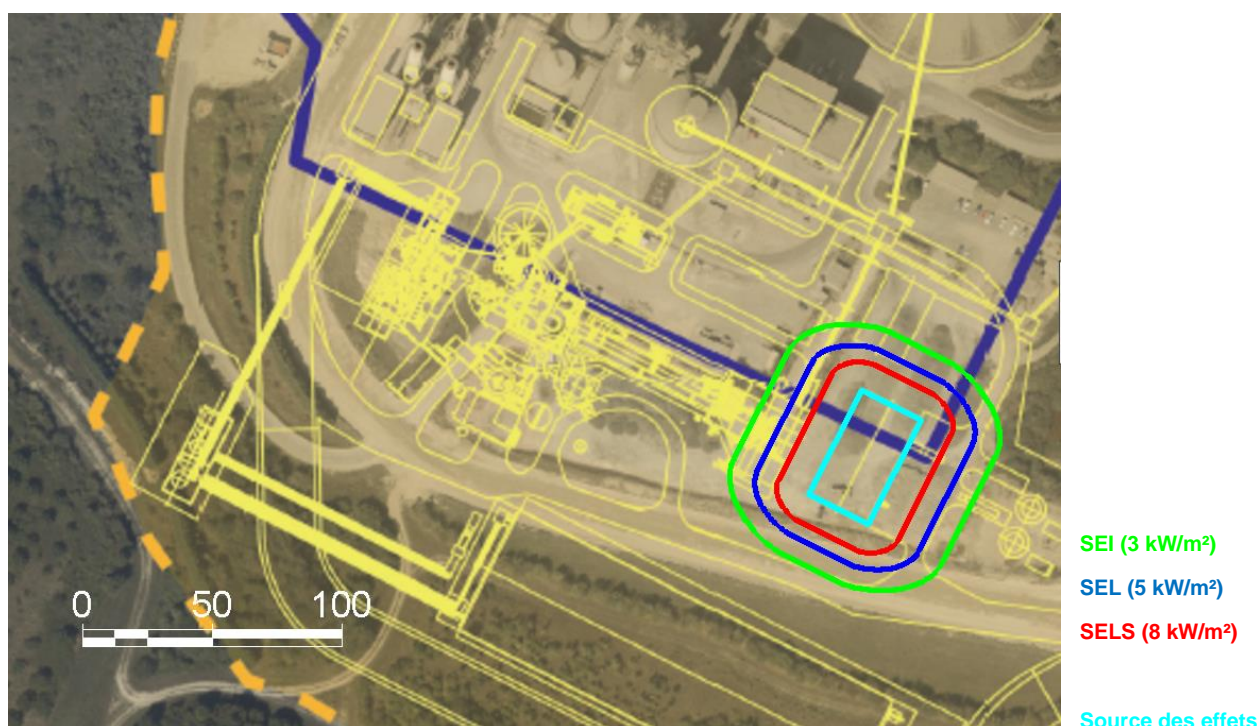 0 50 100
SEI (3 kW/m²)
SEL (5 kW/m²)
SELS (8 kW/m²)
Source des effets